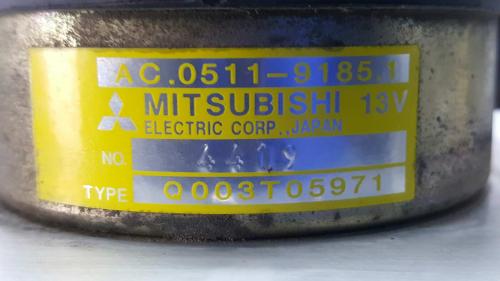 AC.0511-9185.1
MITSUBISHI 13V
ELECTRIC CORP., JAPAN
NO. 4419
TYPE Q003T05971